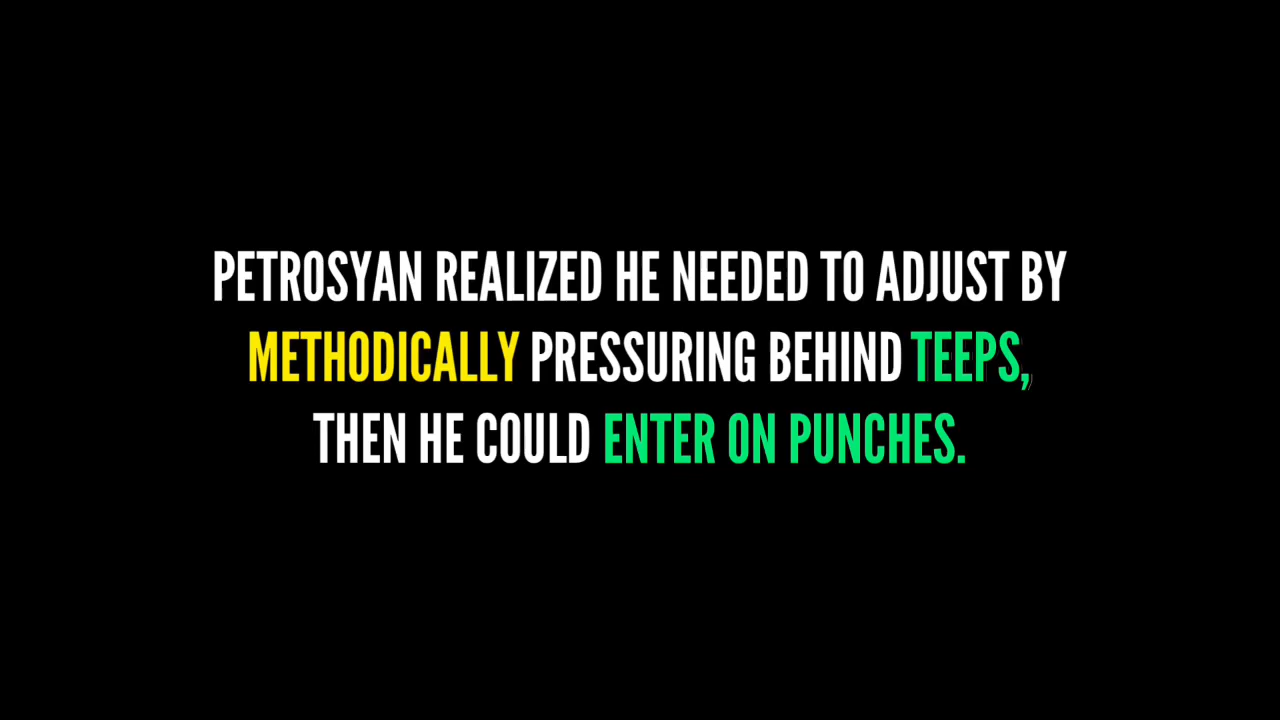 PETROSYAN REALIZED HE NEEDED TO ADJUST BY
METHODICALLY PRESSURING BEHIND TEEPS,
THEN HE COULD ENTER ON PUNCHES.